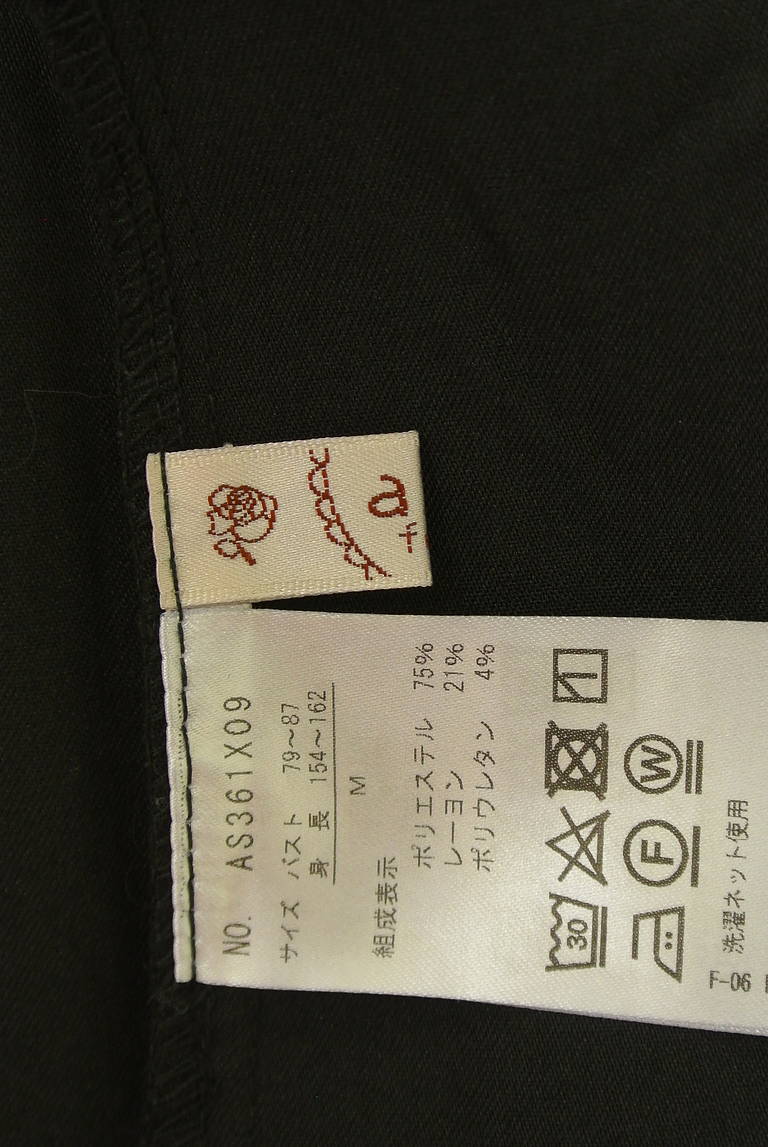 a
NO. AS361X09
サイズ バスト 79～87
身長 154～162
M
組成表示
ポリエステル 75%
レーヨン 21%
ポリウレタン 4%
30
F
W
洗濯ネット使用